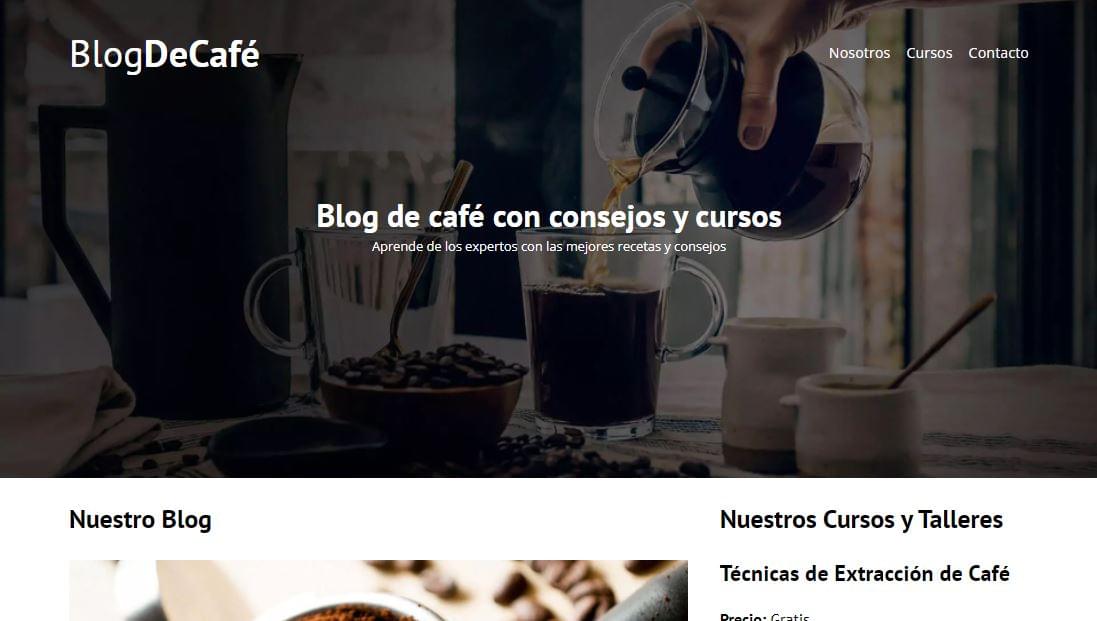 BlogDeCafé
Nosotros Cursos Contacto
Blog de café con consejos y cursos
Aprende de los expertos con las mejores recetas y consejos
Nuestro Blog
Nuestros Cursos y Talleres
Técnicas de Extracción de Café
Precio: Gratis